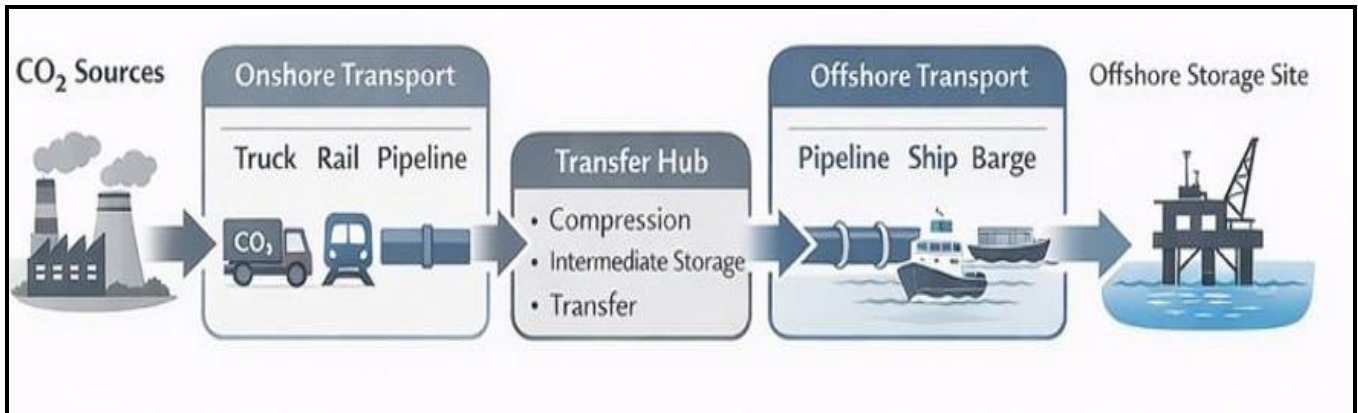 CO₂ Sources
Onshore Transport
Truck Rail Pipeline
CO₂
Transfer Hub
• Compression
• Intermediate Storage
• Transfer
Offshore Transport
Pipeline Ship Barge
Offshore Storage Site